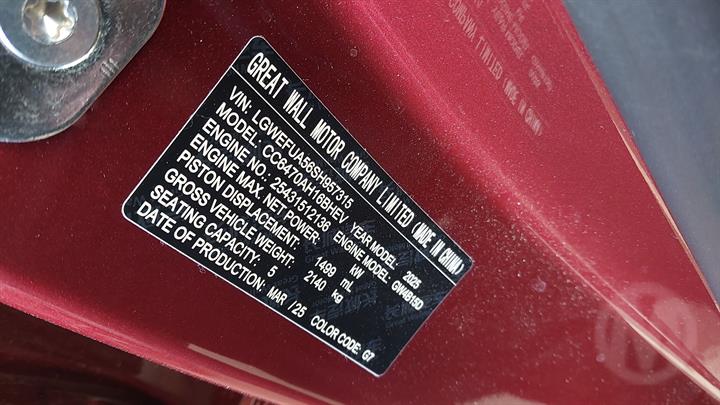 GREAT WALL MOTOR COMPANY LIMITED (MADE IN CHINA)
VIN: LGWEFUA56SH957315
MODEL: CC6470AH16BHEV YEAR MODEL: 2025
ENGINE NO.: 25431512136 ENGINE MODEL: GW4B15D
ENGINE MAX. NET POWER: kW
PISTON DISPLACEMENT: 1499 mL
GROSS VEHICLE WEIGHT: 2140 kg
SEATING CAPACITY: 5
DATE OF PRODUCTION: MAR / 25 COLOR CODE: G7